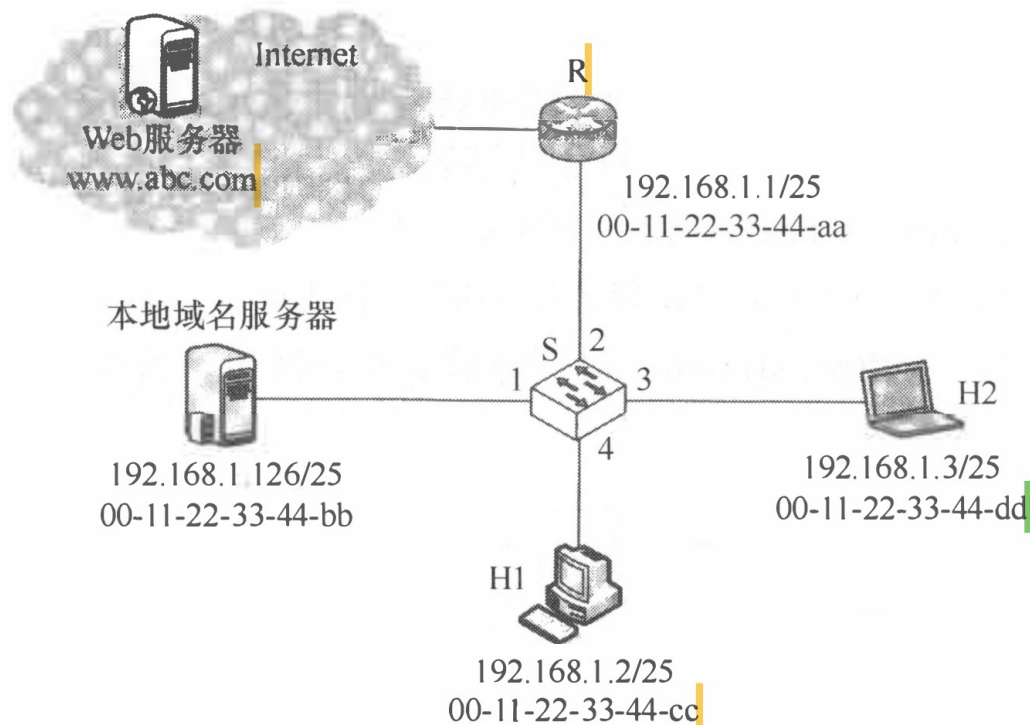 Internet
Web服务器
www.abc.com
R
192.168.1.1/25
00-11-22-33-44-aa
本地域名服务器
S
2
1
3
4
H2
192.168.1.126/25
00-11-22-33-44-bb
192.168.1.3/25
00-11-22-33-44-dd
H1
192.168.1.2/25
00-11-22-33-44-cc